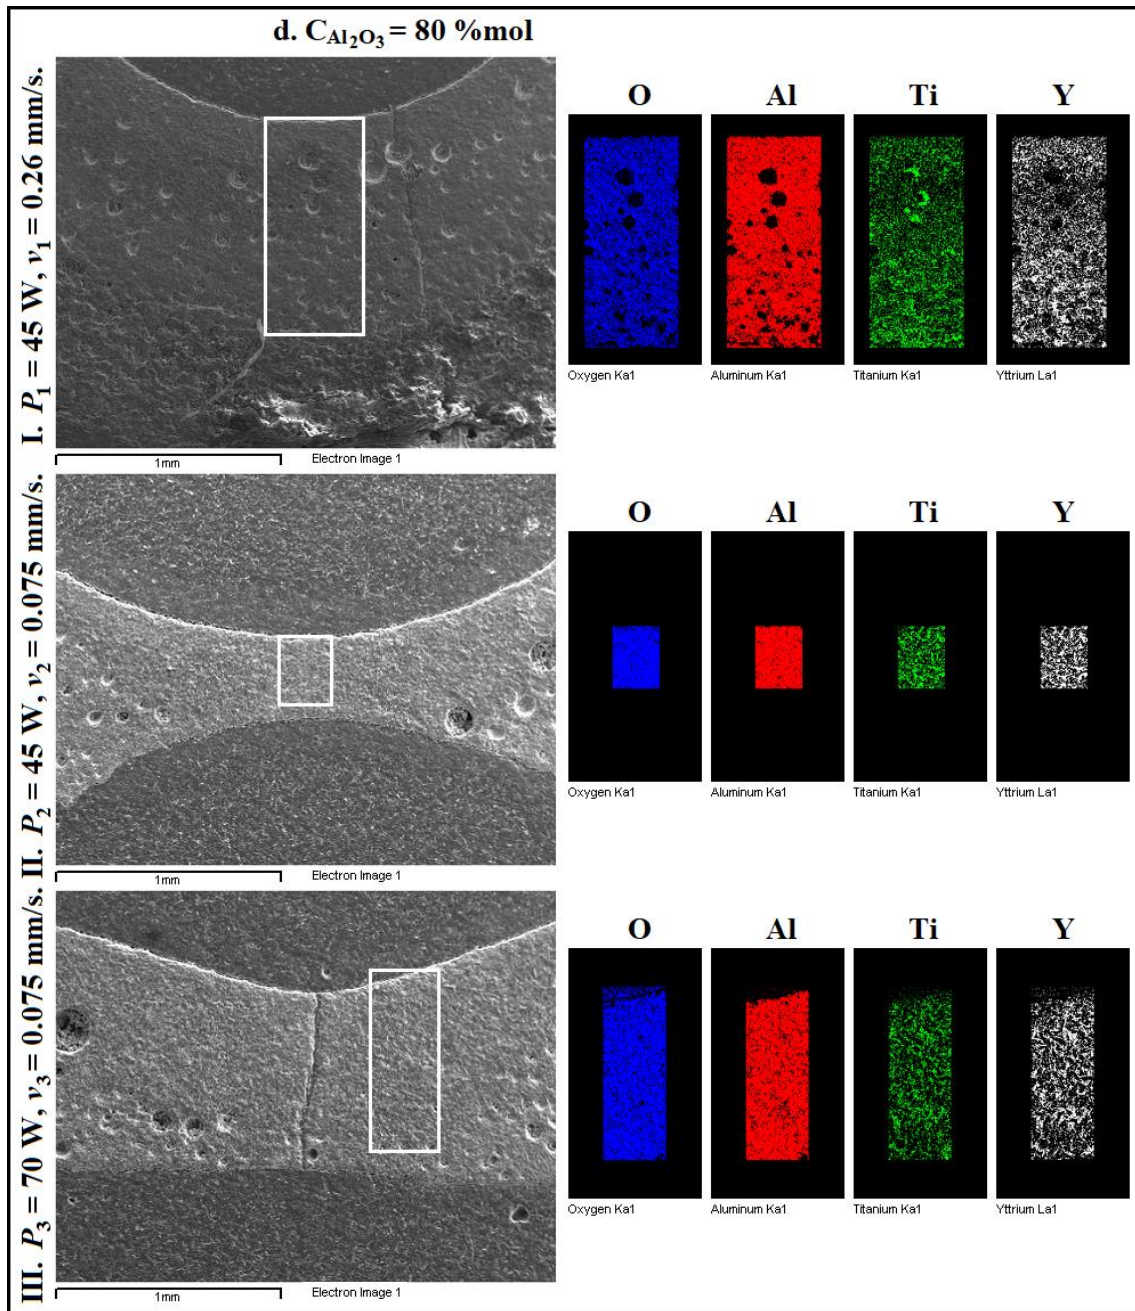 d. C_Al₂O₃ = 80 %mol
I. P₁ = 45 W, v₁ = 0.26 mm/s.
O Al Ti Y
Oxygen Ka1 Aluminum Ka1 Titanium Ka1 Yttrium La1
1mm Electron Image 1
II. P₂ = 45 W, v₂ = 0.075 mm/s.
O Al Ti Y
Oxygen Ka1 Aluminum Ka1 Titanium Ka1 Yttrium La1
1mm Electron Image 1
III. P₃ = 70 W, v₃ = 0.075 mm/s.
O Al Ti Y
Oxygen Ka1 Aluminum Ka1 Titanium Ka1 Yttrium La1
1mm Electron Image 1